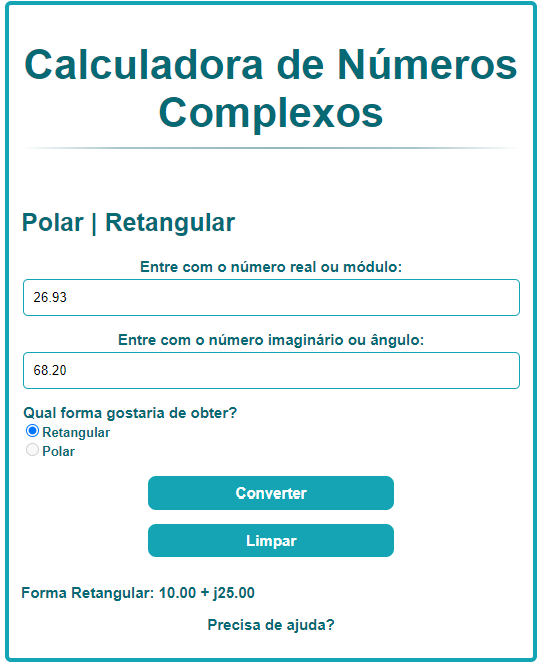 Calculadora de Números
Complexos
Polar | Retangular
Entre com o número real ou módulo:
26.93
Entre com o número imaginário ou ângulo:
68.20
Qual forma gostaria de obter?
Retangular
Polar
Converter
Limpar
Forma Retangular: 10.00 + j25.00
Precisa de ajuda?